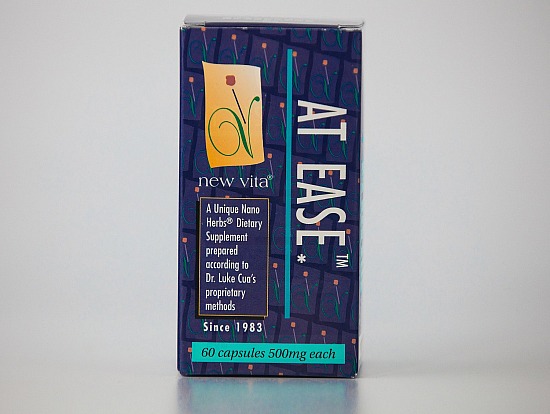 new vita®
AT EASE.™*
A Unique Nano
Herbs® Dietary
Supplement
prepared
according to
Dr. Luke Cua's
proprietary
methods
Since 1983
60 capsules 500mg each